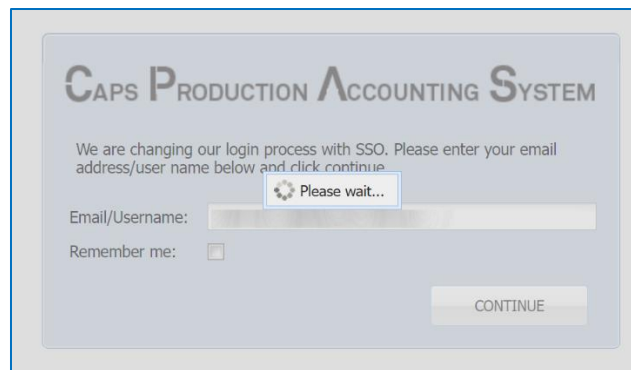 CAPS PRODUCTION ACCOUNTING SYSTEM
We are changing our login process with SSO. Please enter your email
address/user name below and click continue
Please wait...
Email/Username:
Remember me:
CONTINUE